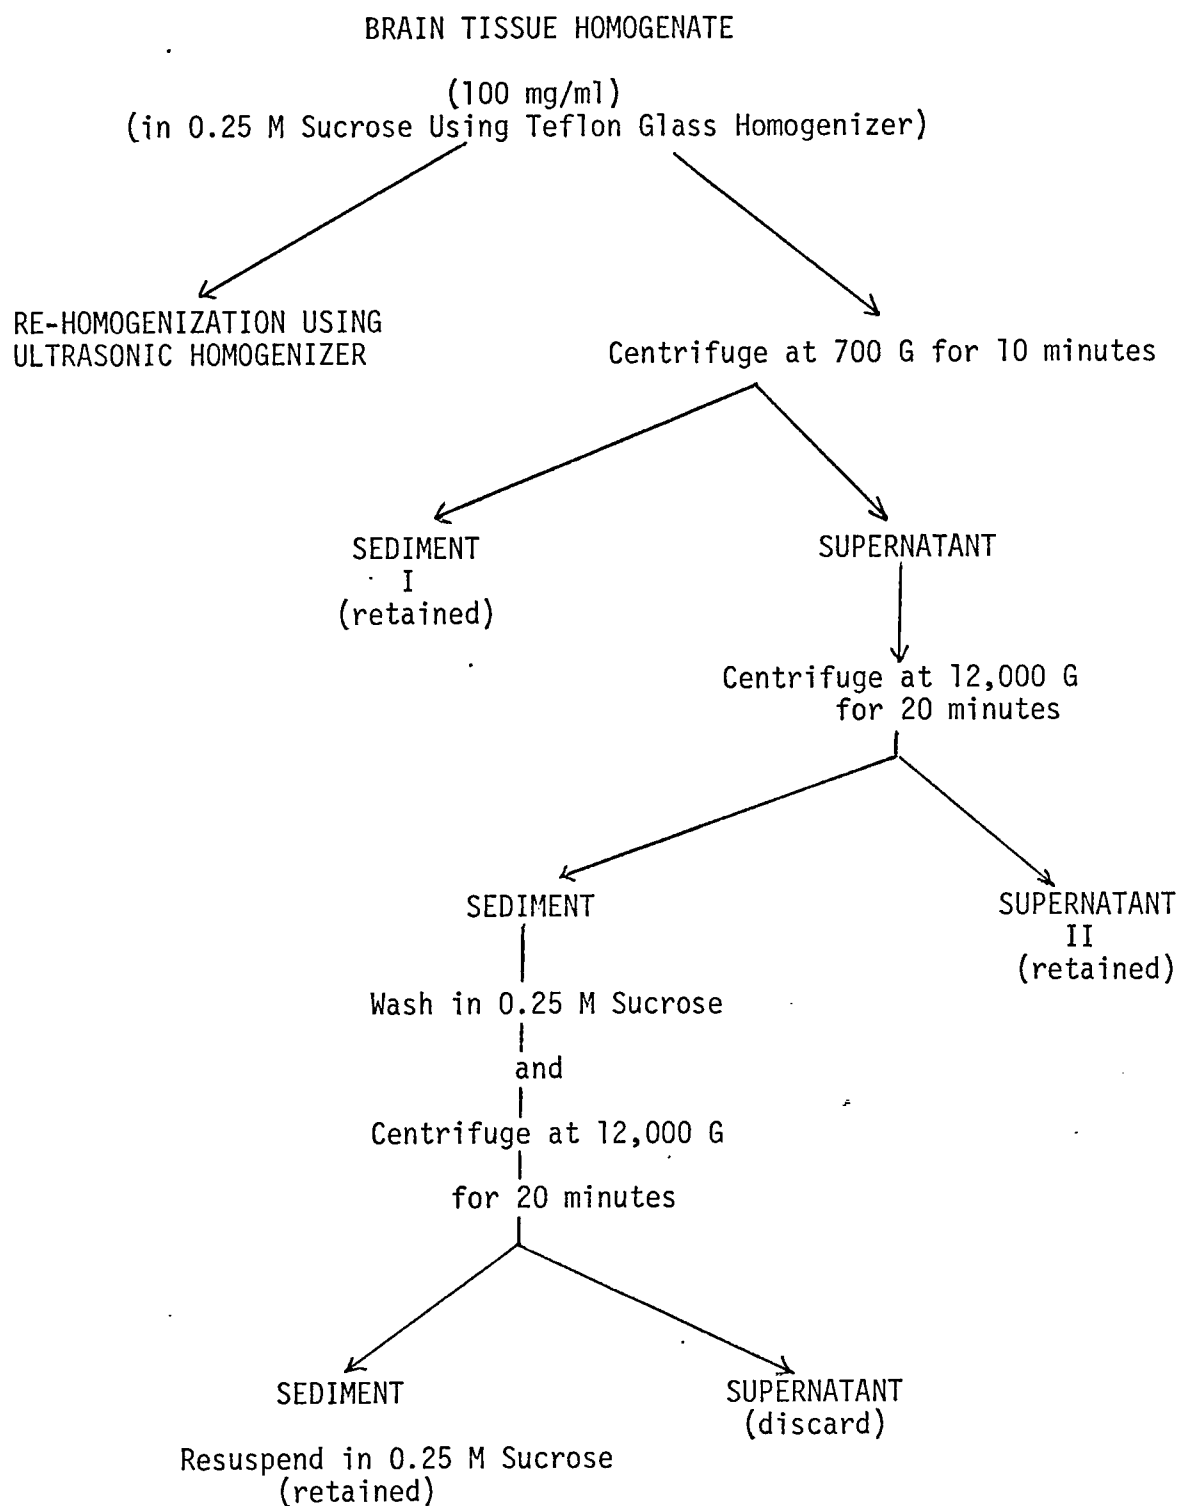 BRAIN TISSUE HOMOGENATE
(100 mg/ml)
(in 0.25 M Sucrose Using Teflon Glass Homogenizer)
RE-HOMOGENIZATION USING
ULTRASONIC HOMOGENIZER
Centrifuge at 700 G for 10 minutes
SEDIMENT
I
(retained)
SUPERNATANT
Centrifuge at 12,000 G
for 20 minutes
SEDIMENT
SUPERNATANT
II
(retained)
Wash in 0.25 M Sucrose
and
Centrifuge at 12,000 G
for 20 minutes
SEDIMENT
SUPERNATANT
(discard)
Resuspend in 0.25 M Sucrose
(retained)